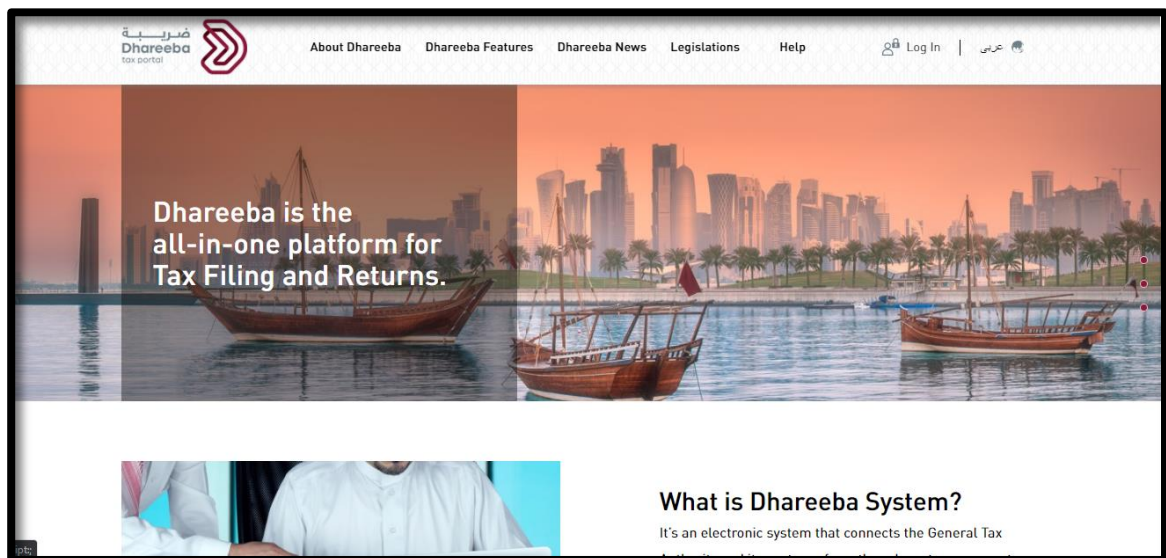 ضريبة
Dhareeba
tax portal
About Dhareeba
Dhareeba Features
Dhareeba News
Legislations
Help
Log In
عربي
Dhareeba is the
all-in-one platform for
Tax Filing and Returns.
What is Dhareeba System?
It's an electronic system that connects the General Tax